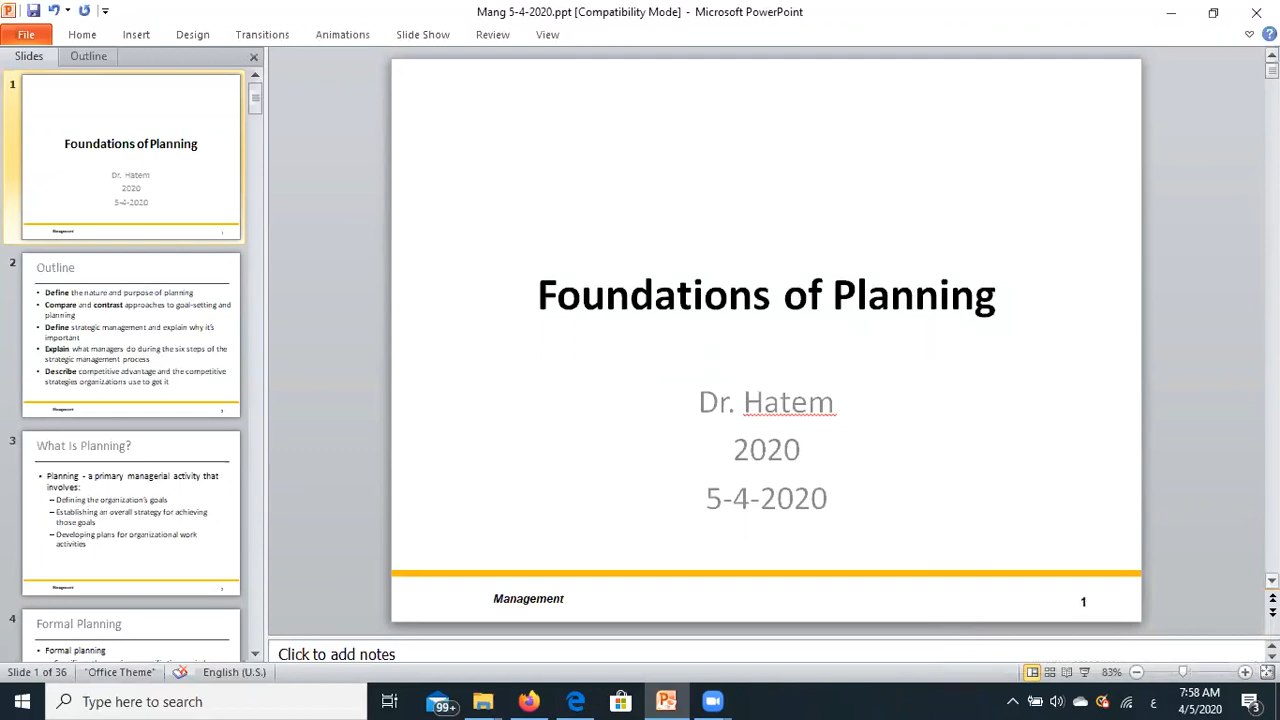 Mang 5-4-2020.ppt [Compatibility Mode] - Microsoft PowerPoint
File Home Insert Design Transitions Animations Slide Show Review View
Slides Outline
1
Foundations of Planning
Dr. Hatem
2020
5-4-2020
Management
2
Outline
• Define the nature and purpose of planning
• Compare and contrast approaches to goal-setting and
planning
• Define strategic management and explain why it's
important
• Explain what managers do during the six steps of the
strategic management process
• Describe competitive advantage and the competitive
strategies organizations use to get it
Management
3
What Is Planning?
• Planning - a primary managerial activity that
involves:
– Defining the organization's goals
– Establishing an overall strategy for achieving
those goals
– Developing plans for organizational work
activities
Management
4
Formal Planning
• Formal planning
Foundations of Planning
Dr. Hatem
2020
5-4-2020
Management 1
Click to add notes
Slide 1 of 36 "Office Theme" English (U.S.) 83%
Type here to search
99+
ع
7:58 AM
4/5/2020
3